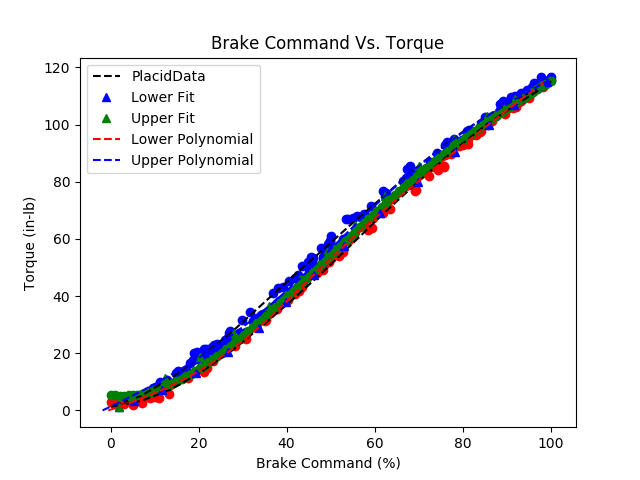 Brake Command Vs. Torque
PlacidData
Lower Fit
Upper Fit
Lower Polynomial
Upper Polynomial
Torque (in-lb)
120
100
80
60
40
20
0
0 20 40 60 80 100
Brake Command (%)